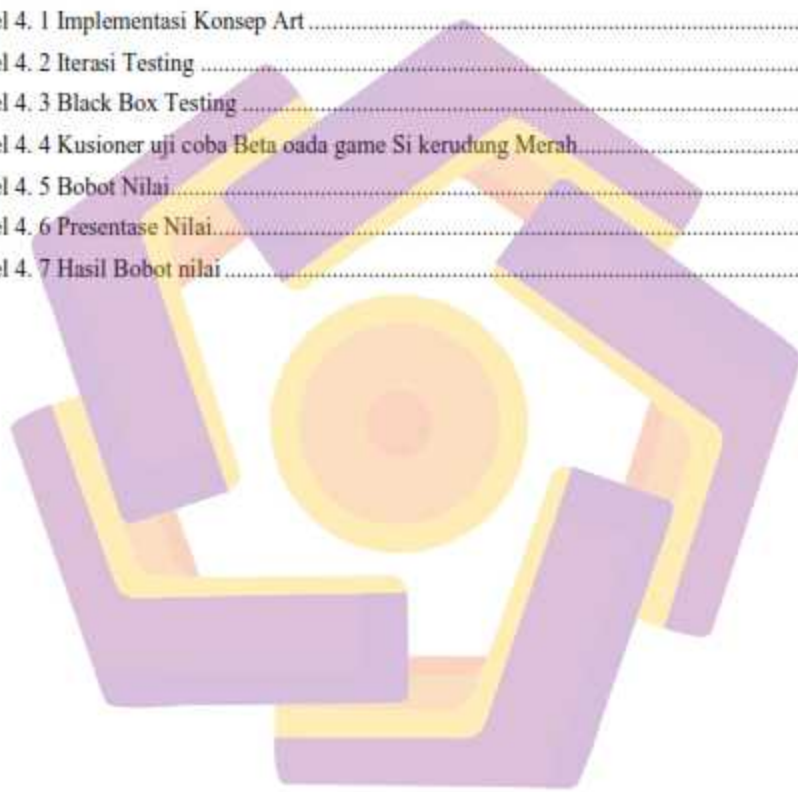 el 4. 1 Implementasi Konsep Art
el 4. 2 Iterasi Testing
el 4. 3 Black Box Testing
el 4. 4 Kusioner uji coba Beta oada game Si kerudung Merah
el 4. 5 Bobot Nilai
el 4. 6 Presentase Nilai
el 4. 7 Hasil Bobot nilai